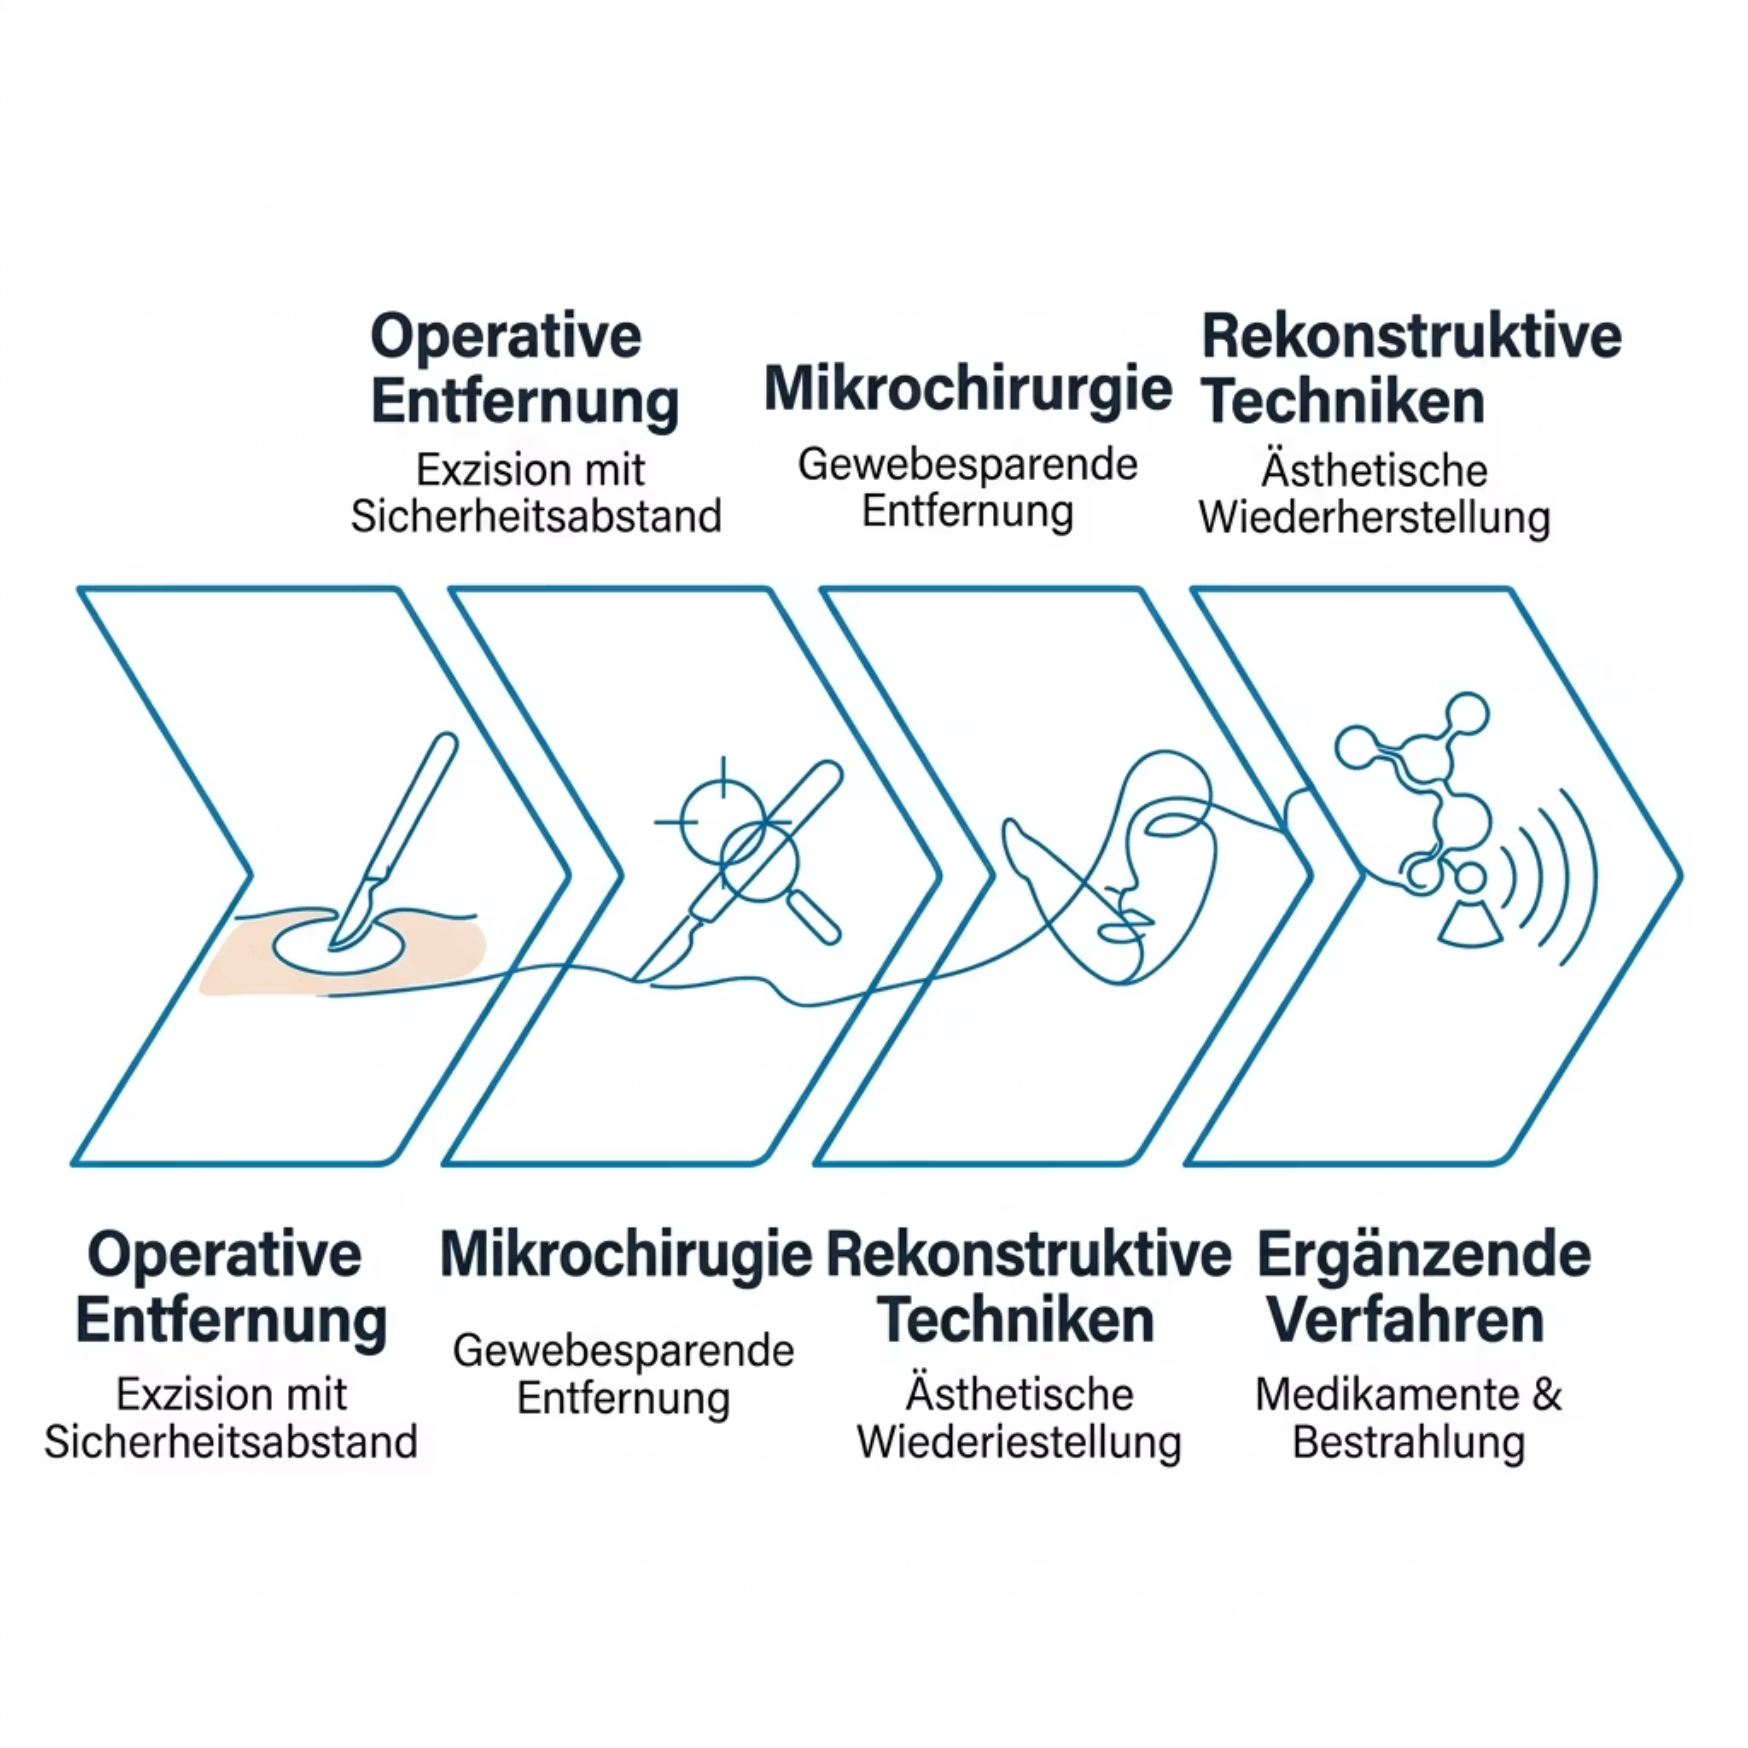 Operative
Entfernung
Exzision mit
Sicherheitsabstand
Mikrochirurgie
Gewebesparende
Entfernung
Rekonstruktive
Techniken
Ästhetische
Wiederherstellung
Operative
Entfernung
Exzision mit
Sicherheitsabstand
Mikrochirugie
Gewebesparende
Entfernung
Rekonstruktive
Techniken
Ästhetische
Wiederiestellung
Ergänzende
Verfahren
Medikamente &
Bestrahlung